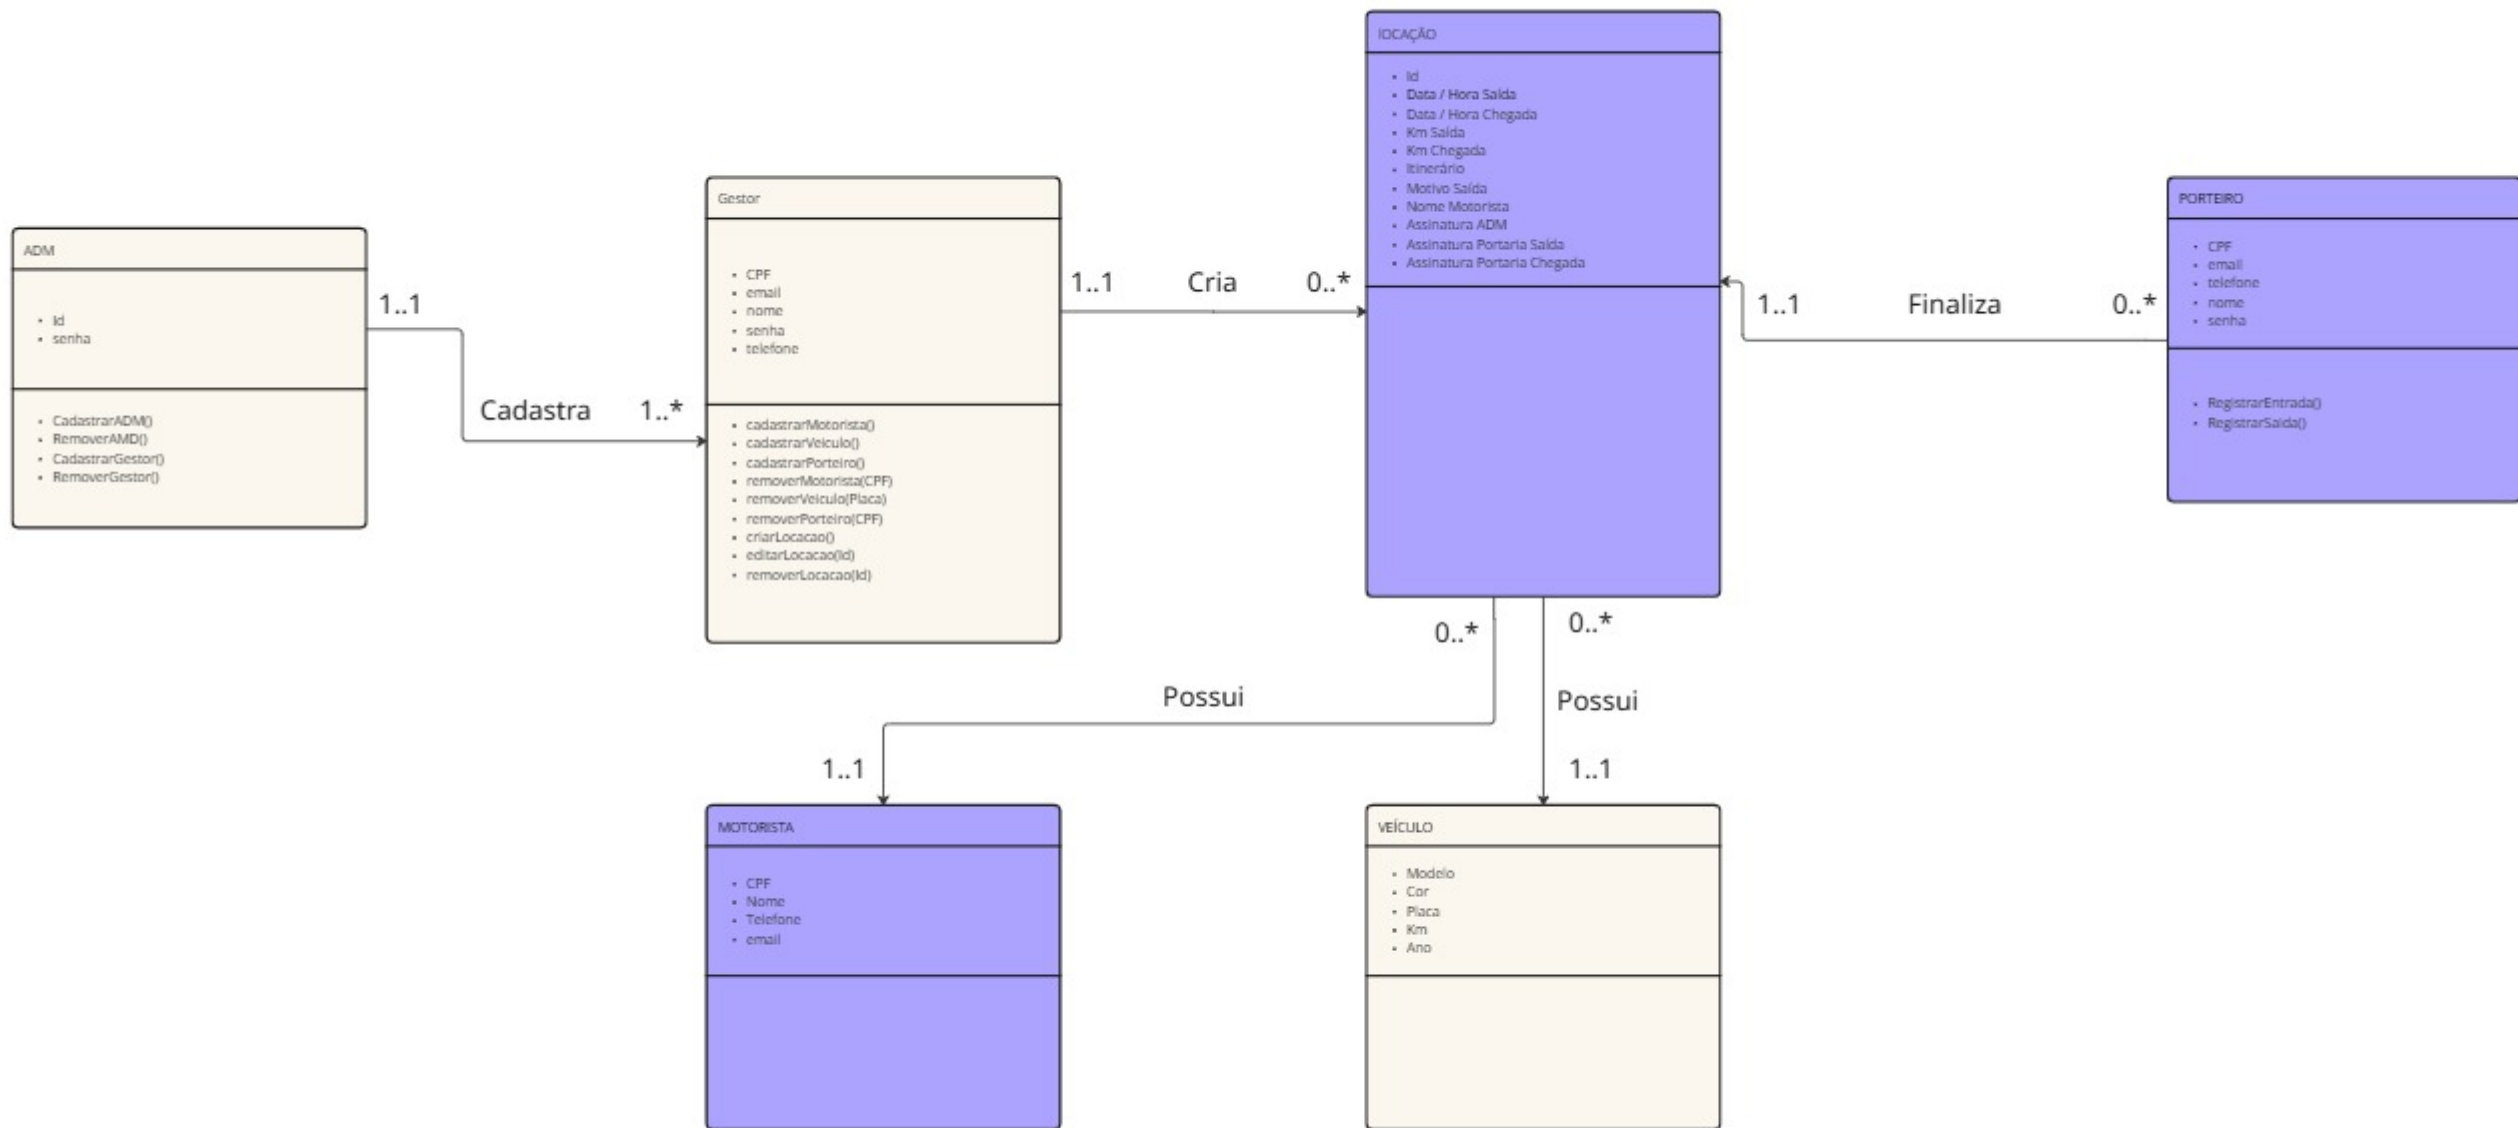 ADM
• Id
• senha
• CadastrarADM()
• RemoverAMD()
• CadastrarGestor()
• RemoverGestor()
1..1
Cadastra
1..*
Gestor
• CPF
• email
• nome
• senha
• telefone
• cadastrarMotorista()
• cadastrarVeiculo()
• cadastrarPorteiro()
• removerMotorista(CPF)
• removerVeiculo(Placa)
• removerPorteiro(CPF)
• criarLocacao()
• editarLocacao(Id)
• removerLocacao(Id)
1..1
Cria
0..*
lOCAÇÃO
• Id
• Data / Hora Saída
• Data / Hora Chegada
• Km Saída
• Km Chegada
• Itinerário
• Motivo Saída
• Nome Motorista
• Assinatura ADM
• Assinatura Portaria Saída
• Assinatura Portaria Chegada
1..1
Finaliza
0..*
PORTEIRO
• CPF
• email
• telefone
• nome
• senha
• RegistrarEntrada()
• RegistrarSaida()
0..*
Possui
1..1
0..*
Possui
1..1
MOTORISTA
• CPF
• Nome
• Telefone
• email
VEÍCULO
• Modelo
• Cor
• Placa
• Km
• Ano